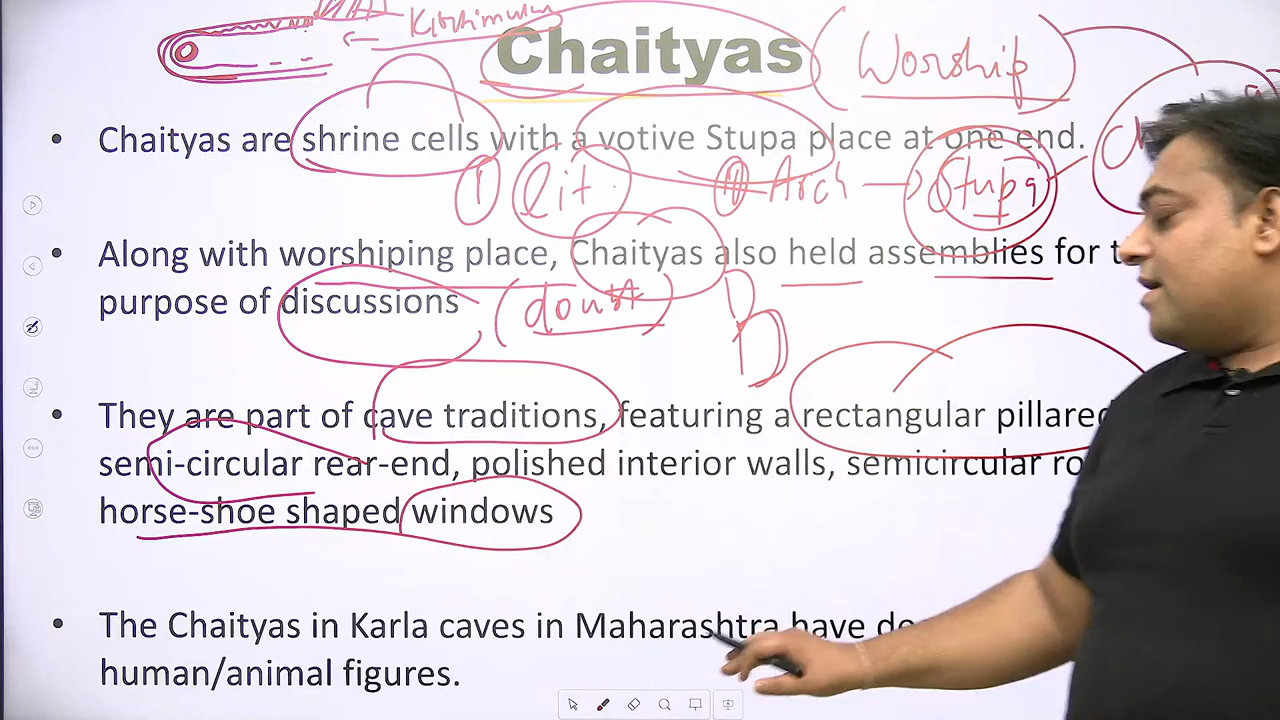 Chaityas
(Worship)
• Chaityas are shrine cells with a votive Stupa place at one end.
① lit Arch → Stupa
• Along with worshiping place, Chaityas also held assemblies for t
purpose of discussions (doubt)
• They are part of cave traditions, featuring a rectangular pillared
semi-circular rear-end, polished interior walls, semicircular ro
horse-shoe shaped windows
• The Chaityas in Karla caves in Maharashtra have de
human/animal figures.